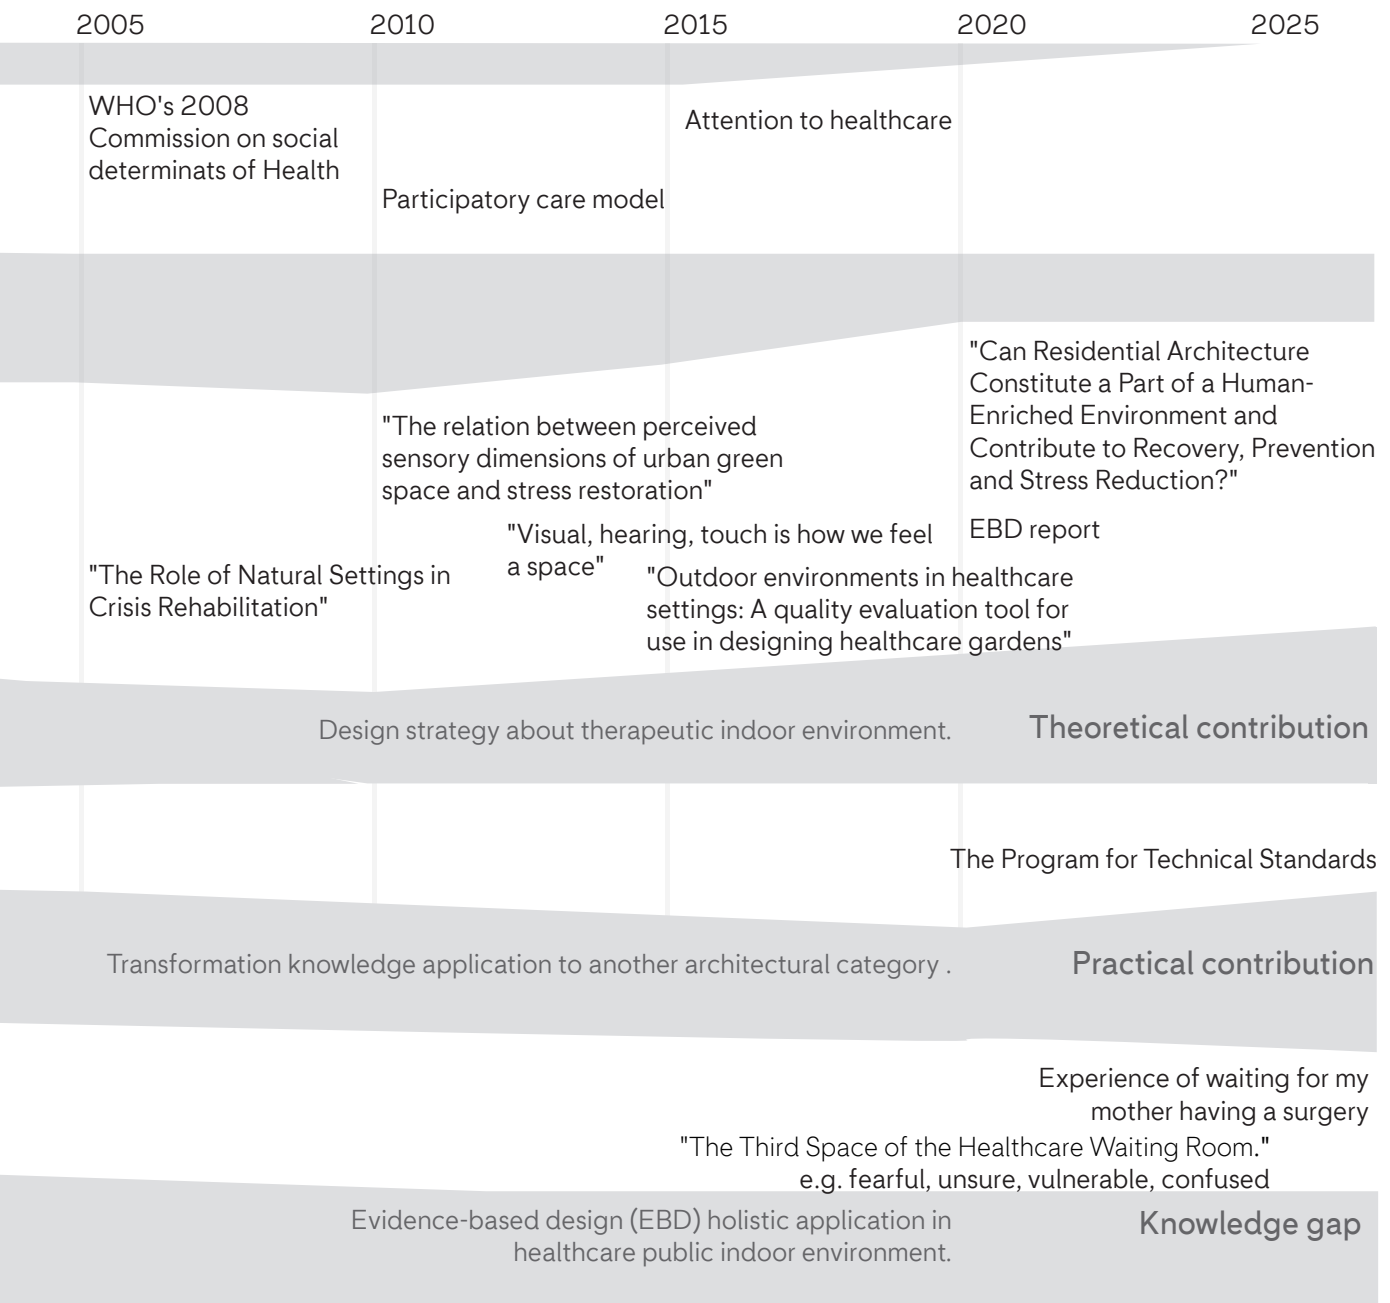 2005 2010 2015 2020 2025
WHO's 2008
Commission on social
determinats of Health
Attention to healthcare
Participatory care model
"Can Residential Architecture
Constitute a Part of a Human-
Enriched Environment and
Contribute to Recovery, Prevention
and Stress Reduction?"
"The relation between perceived
sensory dimensions of urban green
space and stress restoration"
EBD report
"Visual, hearing, touch is how we feel
a space"
"The Role of Natural Settings in
Crisis Rehabilitation"
"Outdoor environments in healthcare
settings: A quality evaluation tool for
use in designing healthcare gardens"
Design strategy about therapeutic indoor environment.
Theoretical contribution
The Program for Technical Standards
Transformation knowledge application to another architectural category .
Practical contribution
Experience of waiting for my
mother having a surgery
"The Third Space of the Healthcare Waiting Room."
e.g. fearful, unsure, vulnerable, confused
Evidence-based design (EBD) holistic application in
healthcare public indoor environment.
Knowledge gap